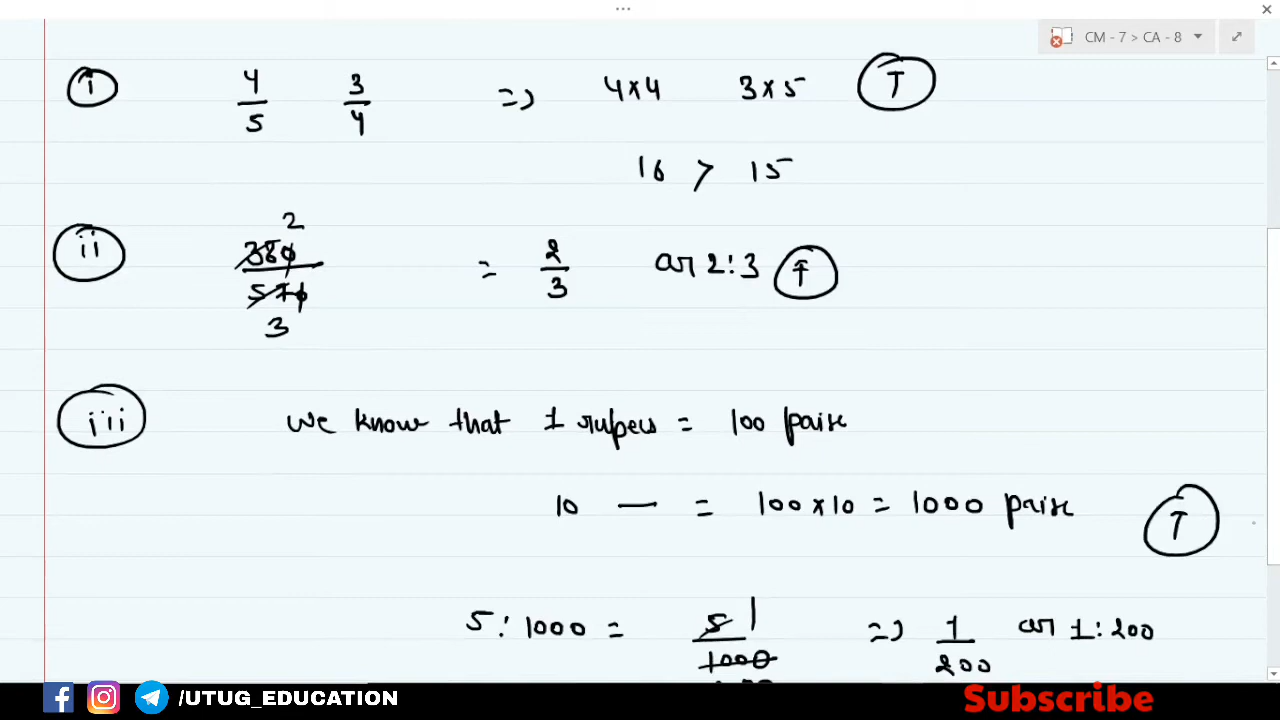 CM - 7 > CA - 8
i 4/5 3/4 => 4×4 3×5 T
16 > 15
2
ii 380/570 = 2/3 or 2:3 T
3
iii We know that 1 rupees = 100 paise
10 — = 100×10 = 1000 paise T
5:1000 = 5/1000 1 => 1/200 or 1:200
/UTUG_EDUCATION Subscribe